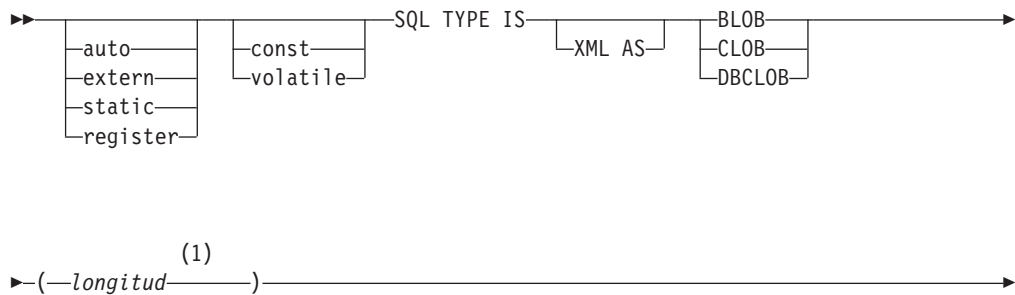 SQL TYPE IS BLOB
auto const XML AS CLOB
extern volatile DBCLOB
static
register
(1)
( longitud )